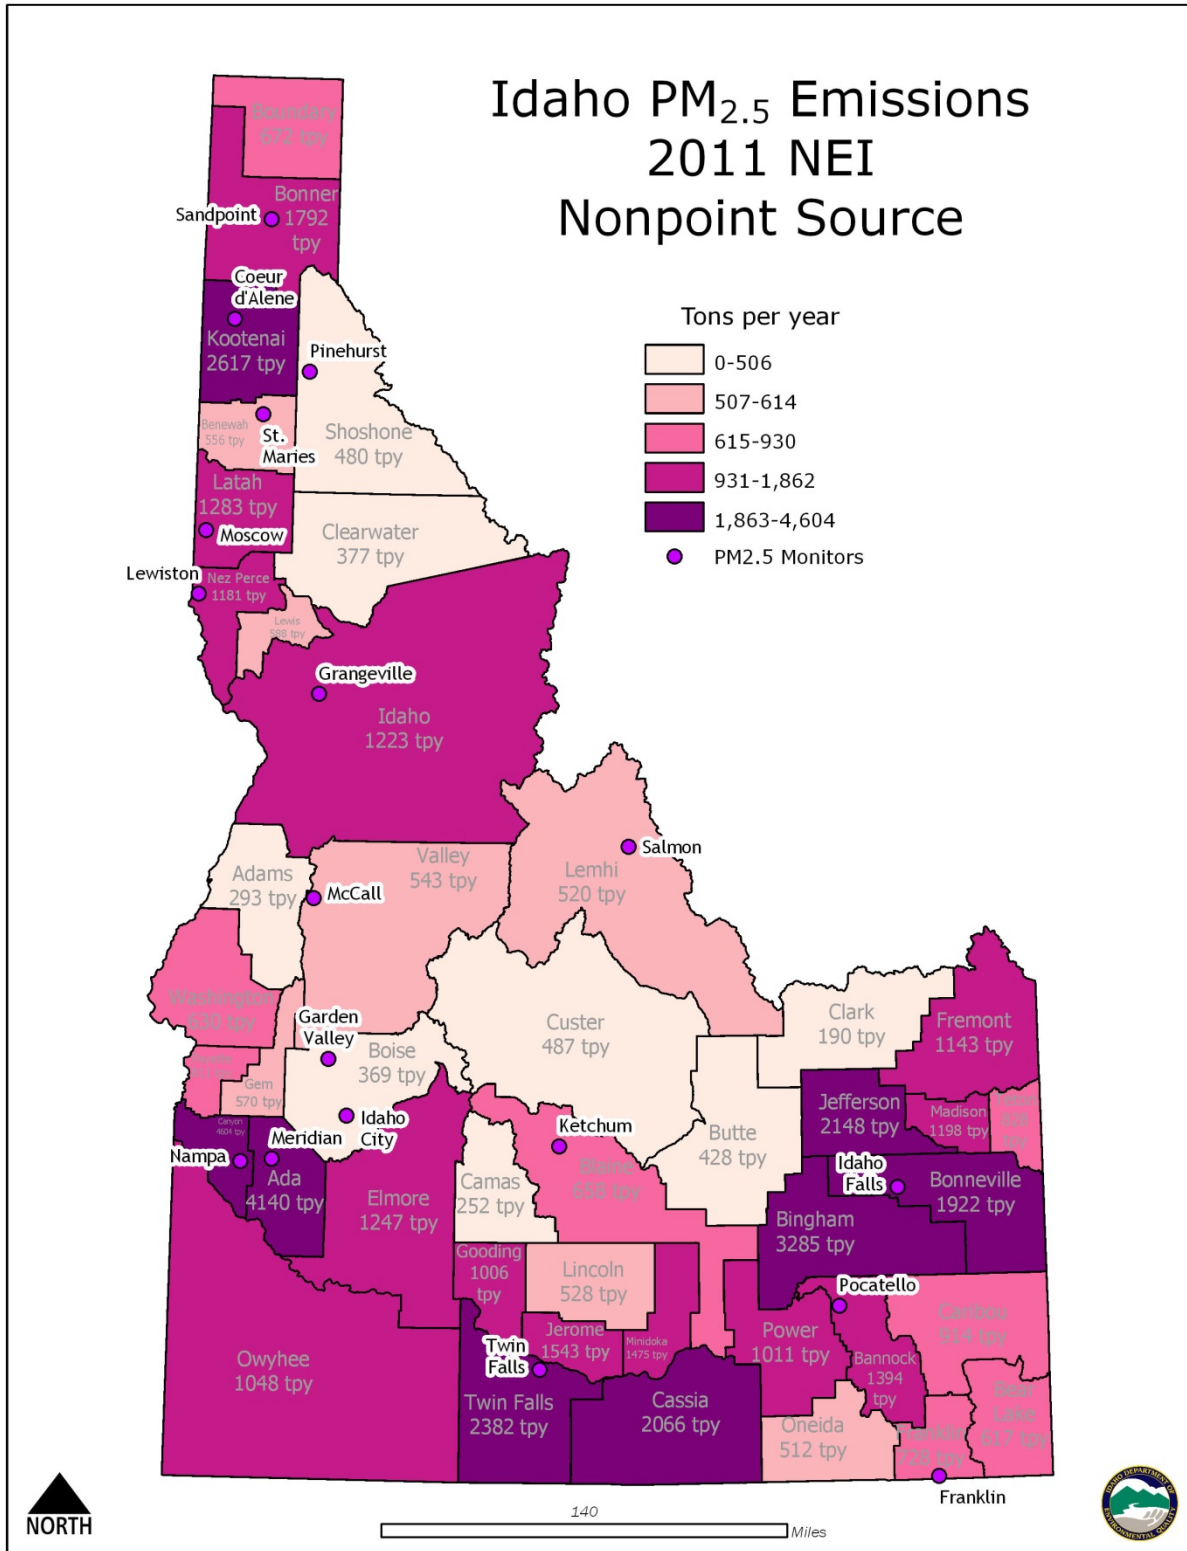 Idaho PM2.5 Emissions
2011 NEI
Nonpoint Source
Tons per year
0-506
507-614
615-930
931-1,862
1,863-4,604
PM2.5 Monitors
Boundary
672 tpy
Bonner
1792
tpy
Sandpoint
Coeur
d'Alene
Kootenai
2617 tpy
Pinehurst
Benewah
556 tpy
St.
Maries
Shoshone
480 tpy
Latah
1283 tpy
Moscow
Clearwater
377 tpy
Lewiston
Nez Perce
1181 tpy
Lewis
588 tpy
Grangeville
Idaho
1223 tpy
Adams
293 tpy
McCall
Valley
543 tpy
Lemhi
520 tpy
Salmon
Washington
630 tpy
Garden
Valley
Boise
369 tpy
Custer
487 tpy
Clark
190 tpy
Fremont
1143 tpy
Gem
570 tpy
Idaho
City
Canyon
4604 tpy
Nampa
Meridian
Ada
4140 tpy
Elmore
1247 tpy
Camas
252 tpy
Ketchum
Blaine
658 tpy
Butte
428 tpy
Jefferson
2148 tpy
Madison
1198 tpy
Teton
tpy
Idaho
Falls
Bonneville
1922 tpy
Bingham
3285 tpy
Gooding
1006
tpy
Lincoln
528 tpy
Pocatello
Caribou
914 tpy
Owyhee
1048 tpy
Twin
Falls
Jerome
1543 tpy
Minidoka
1475 tpy
Power
1011 tpy
Bannock
1394
tpy
Twin Falls
2382 tpy
Cassia
2066 tpy
Oneida
512 tpy
Franklin
728 tpy
Bear
Lake
617 tpy
Franklin
NORTH
140
Miles
IDAHO DEPARTMENT OF
ENVIRONMENTAL QUALITY